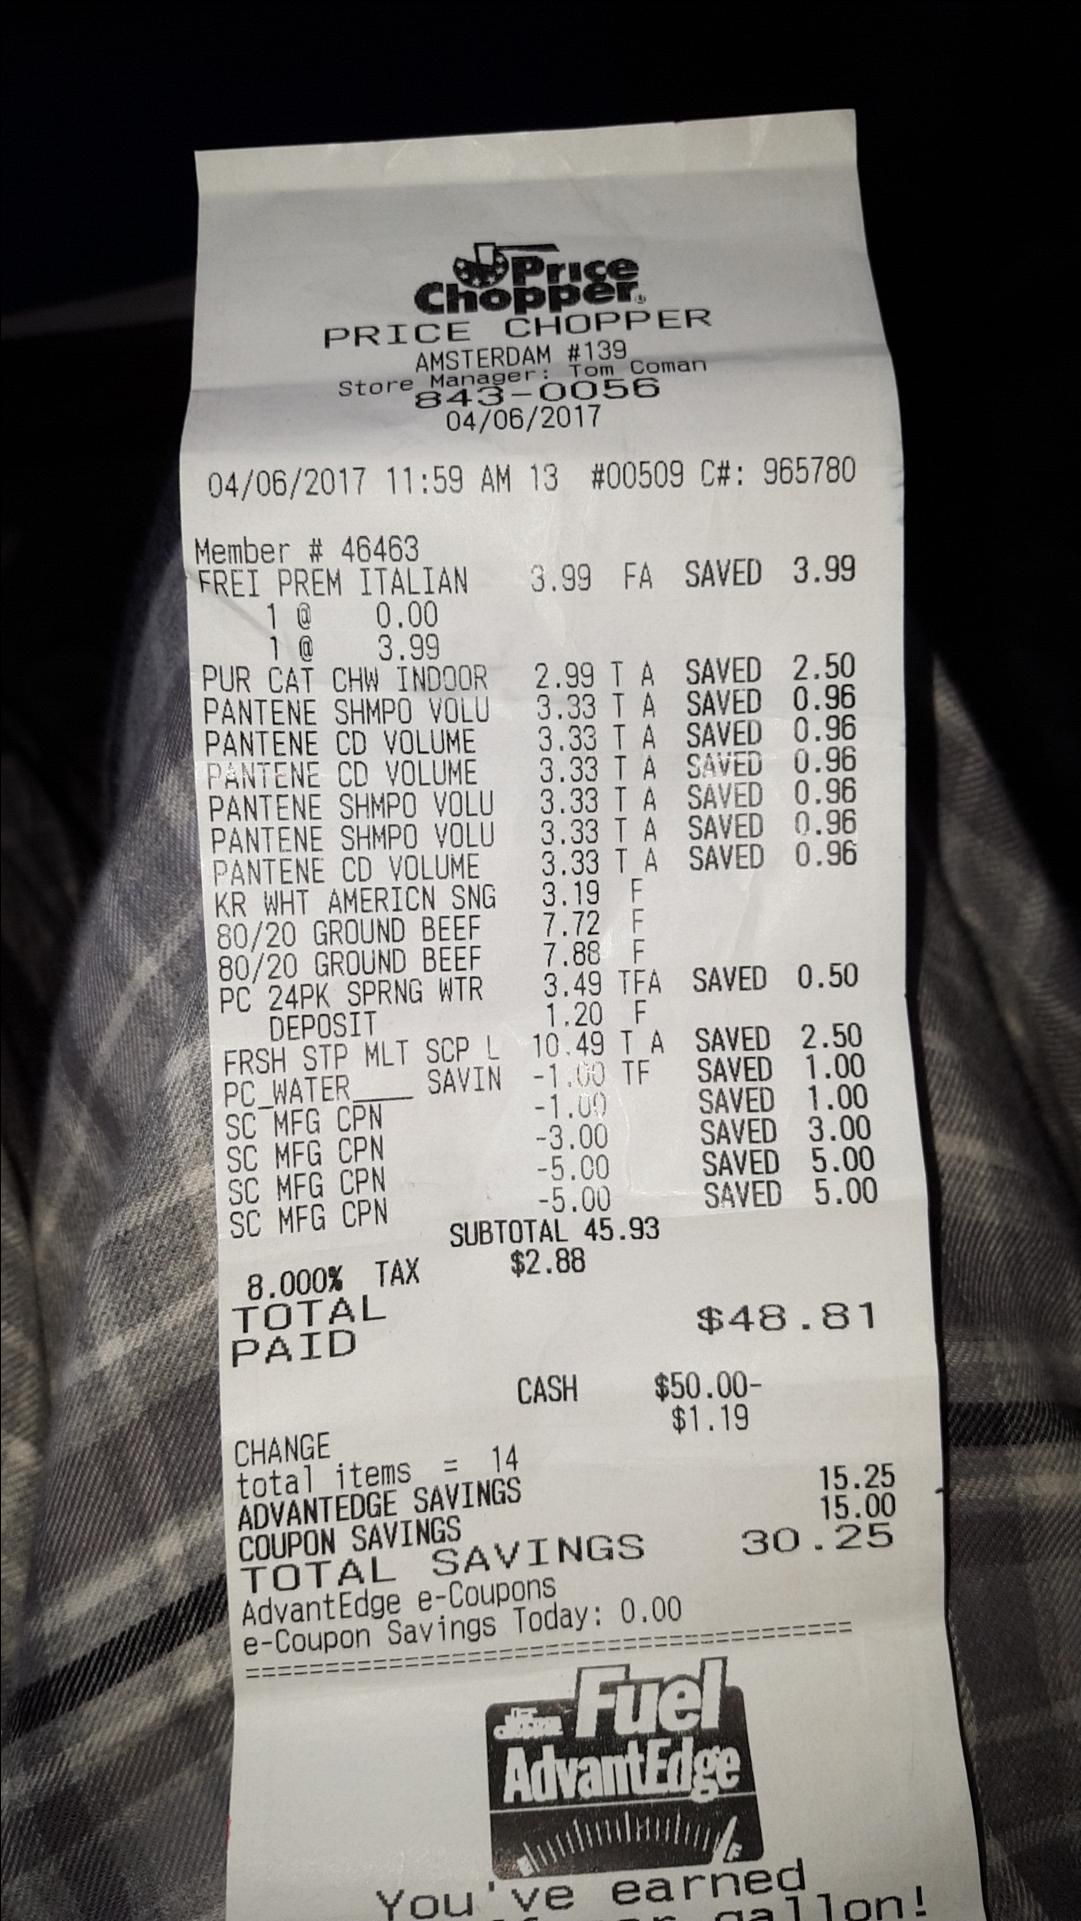 Price
Chopper
PRICE CHOPPER
AMSTERDAM #139
Store Manager: Tom Coman
843-0056
04/06/2017
04/06/2017 11:59 AM 13 #00509 C#: 965780
Member # 46463
FREI PREM ITALIAN 3.99 FA SAVED 3.99
1 @ 0.00
1 @ 3.99
PUR CAT CHW INDOOR 2.99 T A SAVED 2.50
PANTENE SHMPO VOLU 3.33 T A SAVED 0.96
PANTENE CD VOLUME 3.33 T A SAVED 0.96
PANTENE CD VOLUME 3.33 T A SAVED 0.96
PANTENE SHMPO VOLU 3.33 T A SAVED 0.96
PANTENE SHMPO VOLU 3.33 T A SAVED 0.96
PANTENE CD VOLUME 3.33 T A SAVED 0.96
KR WHT AMERICN SNG 3.19 F
80/20 GROUND BEEF 7.72 F
80/20 GROUND BEEF 7.88 F
PC 24PK SPRNG WTR 3.49 TFA SAVED 0.50
DEPOSIT 1.20 F
FRSH STP MLT SCP L 10.49 T A SAVED 2.50
PC_WATER____ SAVIN -1.00 TF SAVED 1.00
SC MFG CPN -1.00 SAVED 1.00
SC MFG CPN -3.00 SAVED 3.00
SC MFG CPN -5.00 SAVED 5.00
SC MFG CPN -5.00 SAVED 5.00
SUBTOTAL 45.93
8.000% TAX $2.88
TOTAL $48.81
PAID
CASH $50.00-
CHANGE $1.19
total items = 14
ADVANTEDGE SAVINGS 15.25
COUPON SAVINGS 15.00
TOTAL SAVINGS 30.25
AdvantEdge e-Coupons
e-Coupon Savings Today: 0.00
======================================
Fuel
AdvantEdge
E F
You've earned
gallon!